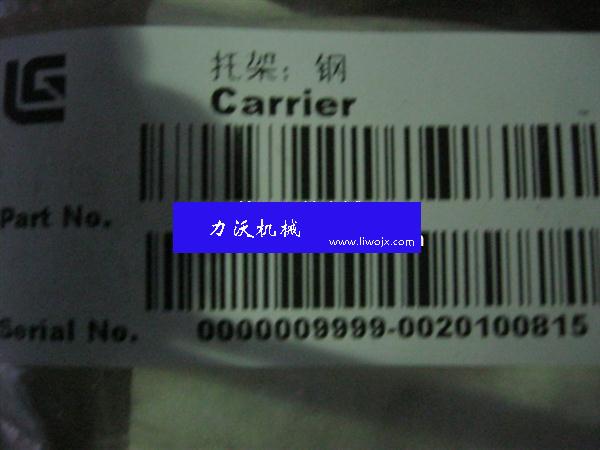 托架：钢
Carrier
Part No.
力沃机械
www.liwojx.com
Serial No.
0000009999-0020100815